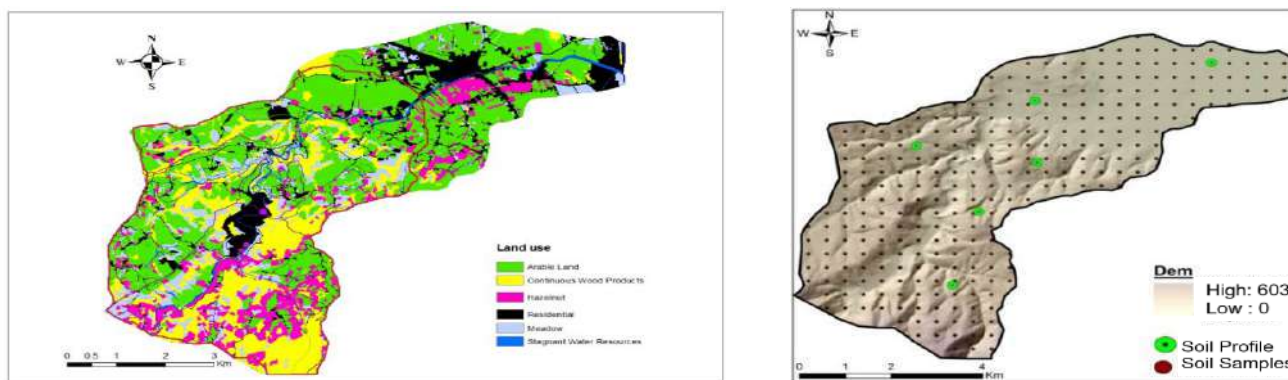 N
W E
S
Land use
Arable Land
Continuous Wood Products
Hazelnut
Residential
Meadow
Stagnant Water Resources
0 0.5 1 2 3
Km
N
W E
S
Dem
High: 603
Low : 0
Soil Profile
Soil Samples
0 2 4
Km